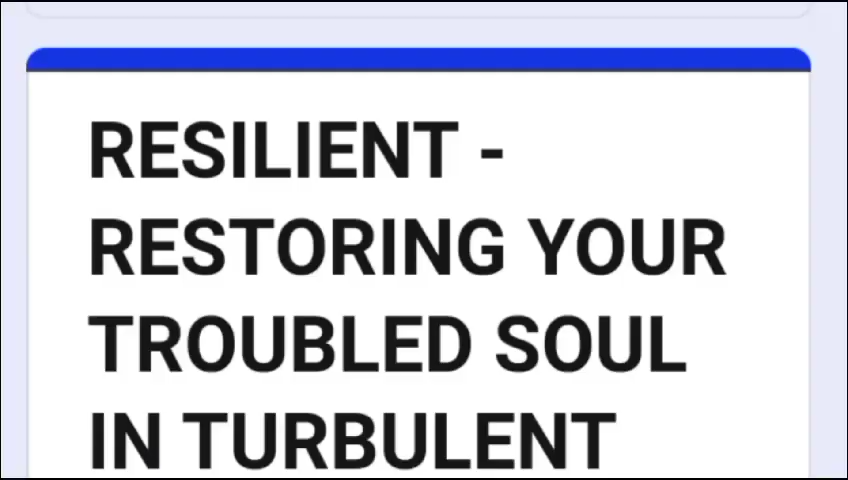 RESILIENT -
RESTORING YOUR
TROUBLED SOUL
IN TURBULENT